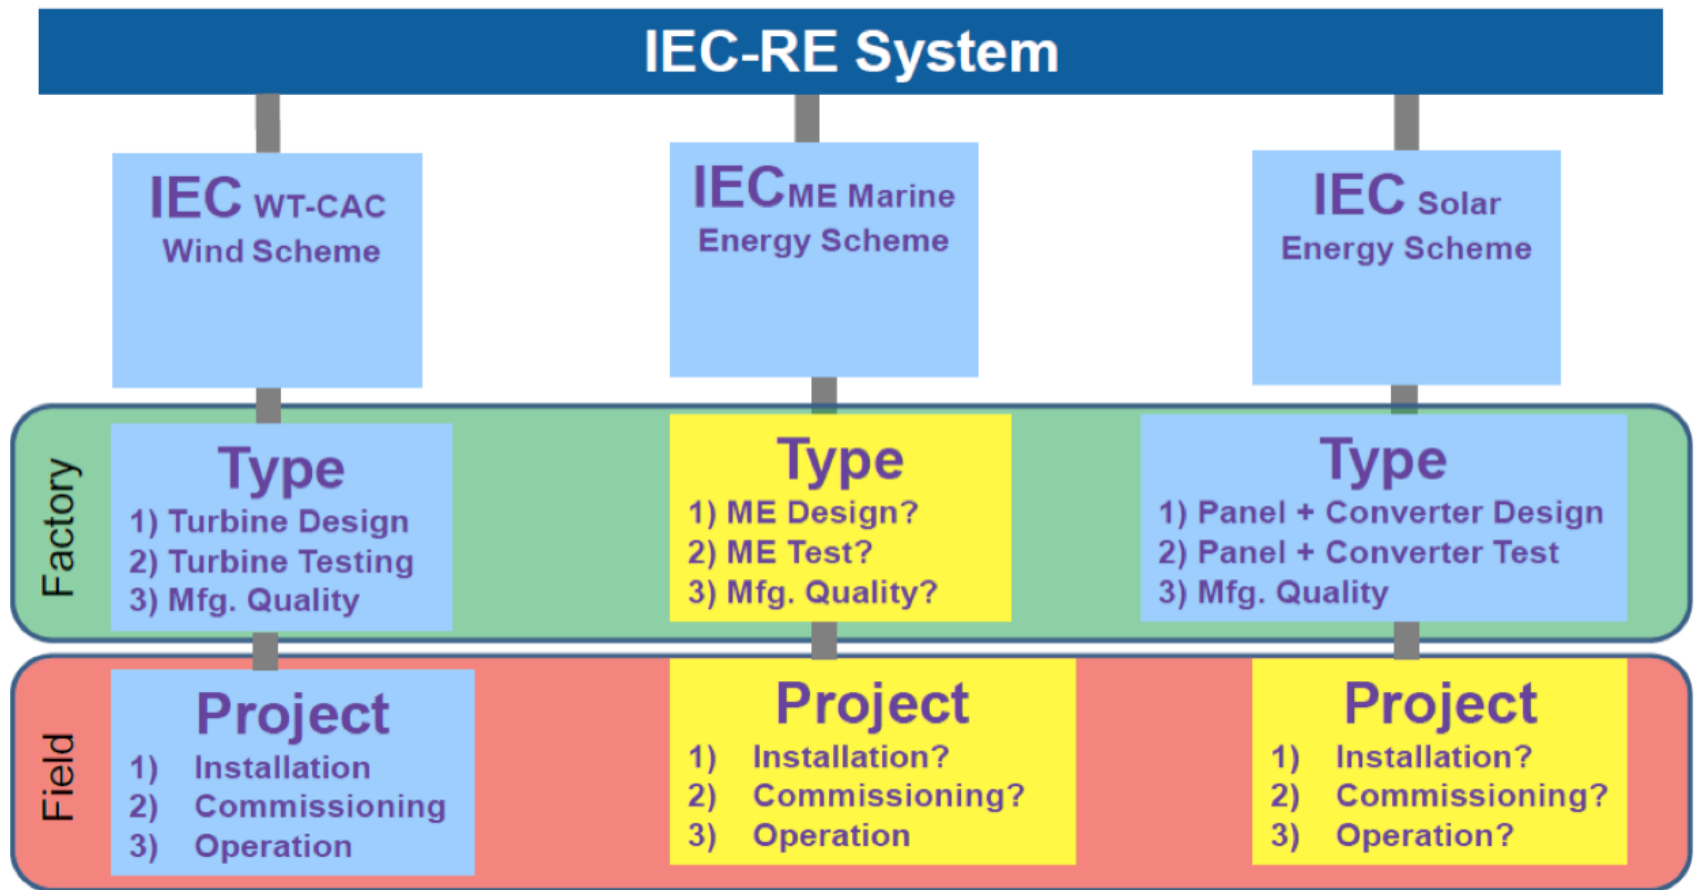 IEC-RE System
IEC WT-CAC
Wind Scheme
IECME Marine
Energy Scheme
IEC Solar
Energy Scheme
Factory
Type
1) Turbine Design
2) Turbine Testing
3) Mfg. Quality
Type
1) ME Design?
2) ME Test?
3) Mfg. Quality?
Type
1) Panel + Converter Design
2) Panel + Converter Test
3) Mfg. Quality
Field
Project
1) Installation
2) Commissioning
3) Operation
Project
1) Installation?
2) Commissioning?
3) Operation
Project
1) Installation?
2) Commissioning?
3) Operation?